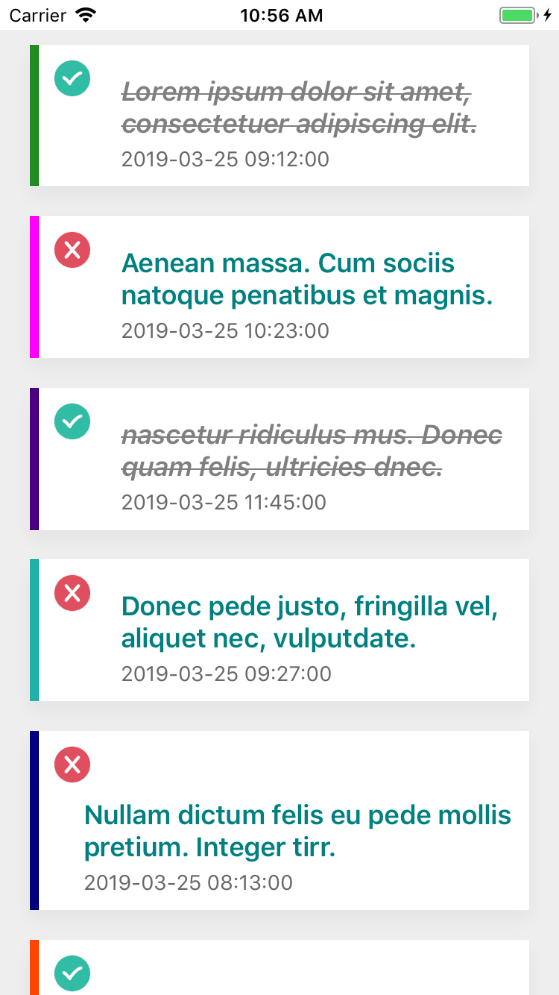 Carrier 10:56 AM
Lorem ipsum dolor sit amet,
consectetuer adipiscing elit.
2019-03-25 09:12:00
Aenean massa. Cum sociis
natoque penatibus et magnis.
2019-03-25 10:23:00
nascetur ridiculus mus. Donec
quam felis, ultricies dnec.
2019-03-25 11:45:00
Donec pede justo, fringilla vel,
aliquet nec, vulputdate.
2019-03-25 09:27:00
Nullam dictum felis eu pede mollis
pretium. Integer tirr.
2019-03-25 08:13:00